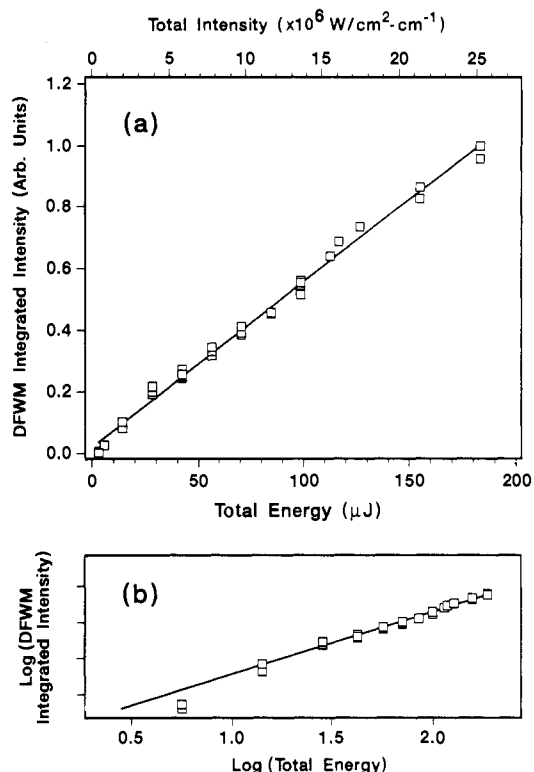 Total Intensity (x10⁶ W/cm²-cm⁻¹)
0 5 10 15 20 25
DFWM Integrated Intensity (Arb. Units)
1.2
1.0
0.8
0.6
0.4
0.2
0.0
(a)
0 50 100 150 200
Total Energy (μJ)
Log (DFWM
Integrated Intensity)
(b)
0.5 1.0 1.5 2.0
Log (Total Energy)